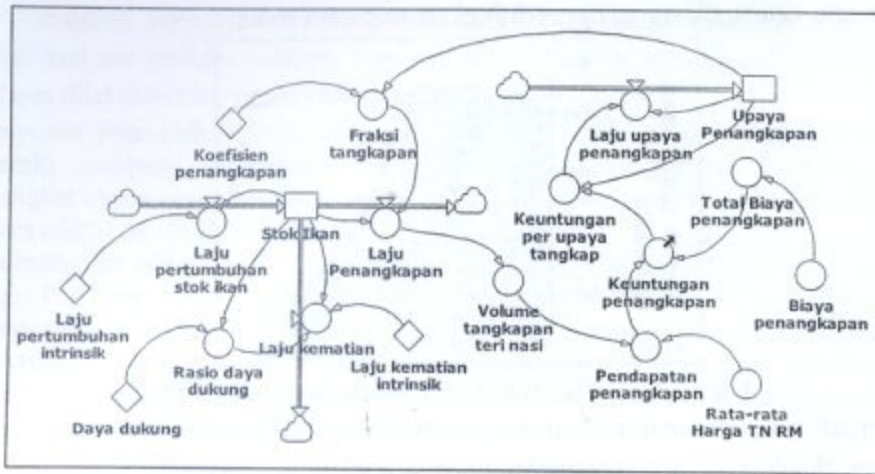 Koefisien
penangkapan
Fraksi
tangkapan
Laju upaya
penangkapan
Upaya
Penangkapan
Stok Ikan
Laju
pertumbuhan
stok ikan
Laju
Penangkapan
Keuntungan
per upaya
tangkap
Total Biaya
penangkapan
Keuntungan
penangkapan
Biaya
penangkapan
Laju
pertumbuhan
intrinsik
Rasio daya
dukung
Laju kematian
Laju kematian
intrinsik
Volume
tangkapan
teri nasi
Pendapatan
penangkapan
Daya dukung
Rata-rata
Harga TN RM